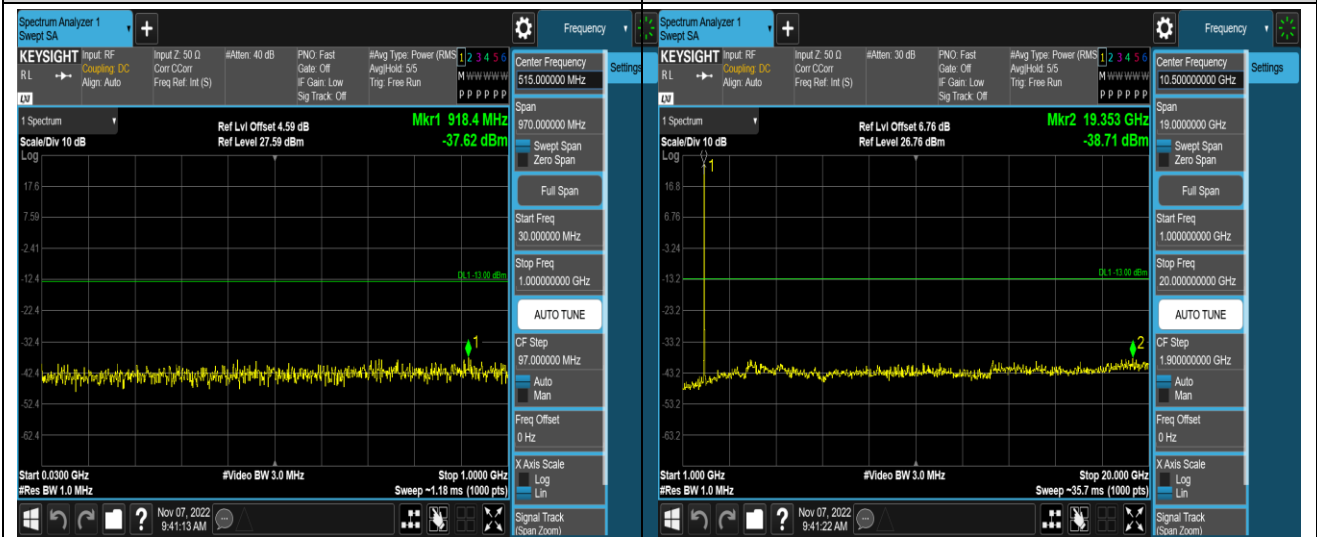 Spectrum Analyzer 1
Swept SA
Frequency
KEYSIGHT
RL
LXI
Input: RF
Coupling: DC
Align: Auto
Input Z: 50 Ω
Corr CCorr
Freq Ref: Int (S)
#Atten: 40 dB
PNO: Fast
Gate: Off
IF Gain: Low
Sig Track: Off
#Avg Type: Power (RMS
Avg|Hold: 5/5
Trig: Free Run
1 2 3 4 5 6
M W W W W W
P P P P P P
1 Spectrum
Scale/Div 10 dB
Log
Ref Lvl Offset 4.59 dB
Ref Level 27.59 dBm
Mkr1 918.4 MHz
-37.62 dBm
17.6
7.59
-2.41
-12.4
-22.4
-32.4
-42.4
-52.4
-62.4
DL1 -13.00 dBm
1
Start 0.0300 GHz
#Res BW 1.0 MHz
#Video BW 3.0 MHz
Stop 1.0000 GHz
Sweep ~1.18 ms (1000 pts)
Center Frequency
515.000000 MHz
Settings
Span
970.000000 MHz
Swept Span
Zero Span
Full Span
Start Freq
30.000000 MHz
Stop Freq
1.000000000 GHz
AUTO TUNE
CF Step
97.000000 MHz
Auto
Man
Freq Offset
0 Hz
X Axis Scale
Log
Lin
Signal Track
(Span Zoom)
?
Nov 07, 2022
9:41:13 AM
Spectrum Analyzer 1
Swept SA
Frequency
KEYSIGHT
RL
LXI
Input: RF
Coupling: DC
Align: Auto
Input Z: 50 Ω
Corr CCorr
Freq Ref: Int (S)
#Atten: 30 dB
PNO: Fast
Gate: Off
IF Gain: Low
Sig Track: Off
#Avg Type: Power (RMS
Avg|Hold: 5/5
Trig: Free Run
1 2 3 4 5 6
M W W W W W
P P P P P P
1 Spectrum
Scale/Div 10 dB
Log
Ref Lvl Offset 6.76 dB
Ref Level 26.76 dBm
Mkr2 19.353 GHz
-38.71 dBm
1
16.8
6.76
-3.24
-13.2
-23.2
-33.2
-43.2
-53.2
-63.2
DL1 -13.00 dBm
2
Start 1.000 GHz
#Res BW 1.0 MHz
#Video BW 3.0 MHz
Stop 20.000 GHz
Sweep ~35.7 ms (1000 pts)
Center Frequency
10.500000000 GHz
Settings
Span
19.0000000 GHz
Swept Span
Zero Span
Full Span
Start Freq
1.000000000 GHz
Stop Freq
20.000000000 GHz
AUTO TUNE
CF Step
1.900000000 GHz
Auto
Man
Freq Offset
0 Hz
X Axis Scale
Log
Lin
Signal Track
(Span Zoom)
?
Nov 07, 2022
9:41:22 AM